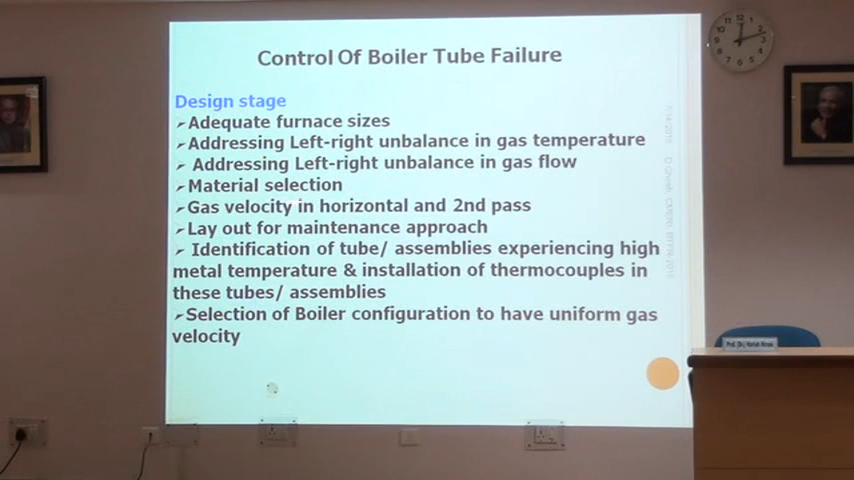 Control Of Boiler Tube Failure
Design stage
➢Adequate furnace sizes
➢Addressing Left-right unbalance in gas temperature
➢ Addressing Left-right unbalance in gas flow
➢Material selection
➢Gas velocity in horizontal and 2nd pass
➢Lay out for maintenance approach
➢ Identification of tube/ assemblies experiencing high
metal temperature & installation of thermocouples in
these tubes/ assemblies
➢Selection of Boiler configuration to have uniform gas
velocity